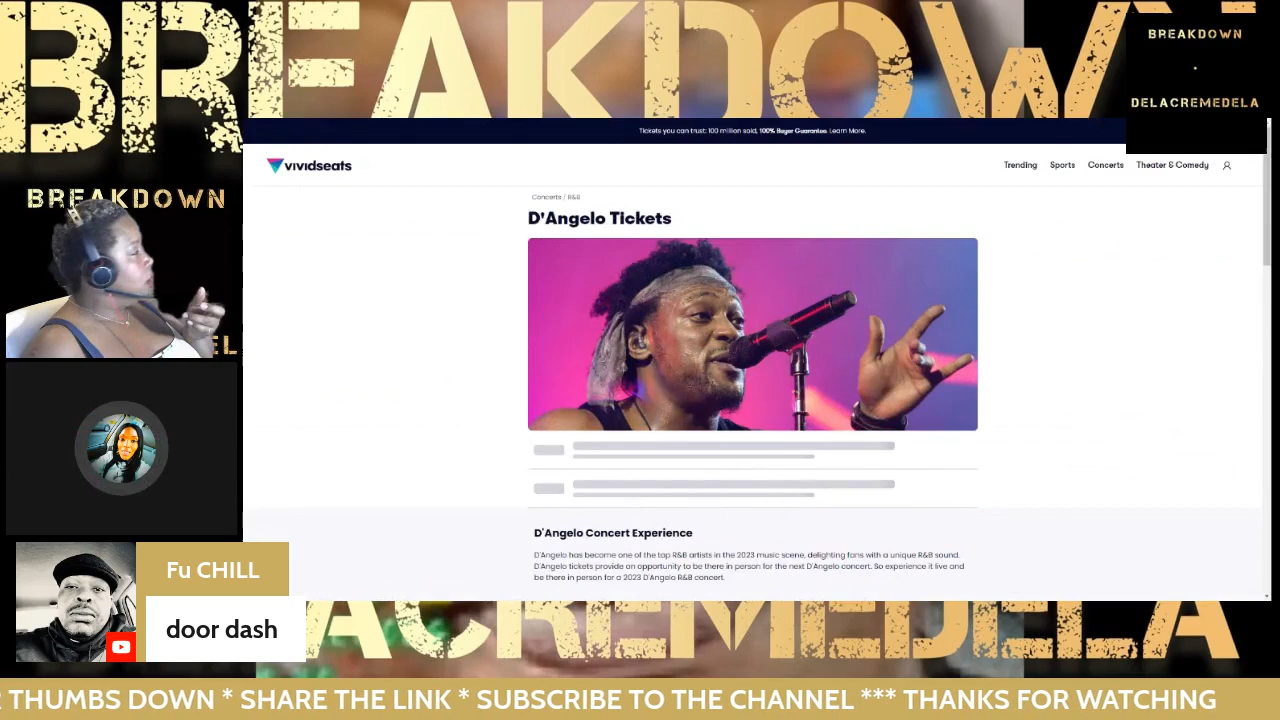 BREAKDOW
BREAKDOWN
DELACREMEDELA
Tickets you can trust: 100 million sold, 100% Buyer Guarantee. Learn More.
vividseats
Trending Sports Concerts Theater & Comedy
Concerts / R&B
D'Angelo Tickets
BREAKDOWN
EL
D'Angelo Concert Experience
D'Angelo has become one of the top R&B artists in the 2023 music scene, delighting fans with a unique R&B sound.
D'Angelo tickets provide an opportunity to be there in person for the next D'Angelo concert. So experience it live and
be there in person for a 2023 D'Angelo R&B concert.
Fu CHILL
door dash
ACREMEDELA
R THUMBS DOWN * SHARE THE LINK * SUBSCRIBE TO THE CHANNEL *** THANKS FOR WATCHING